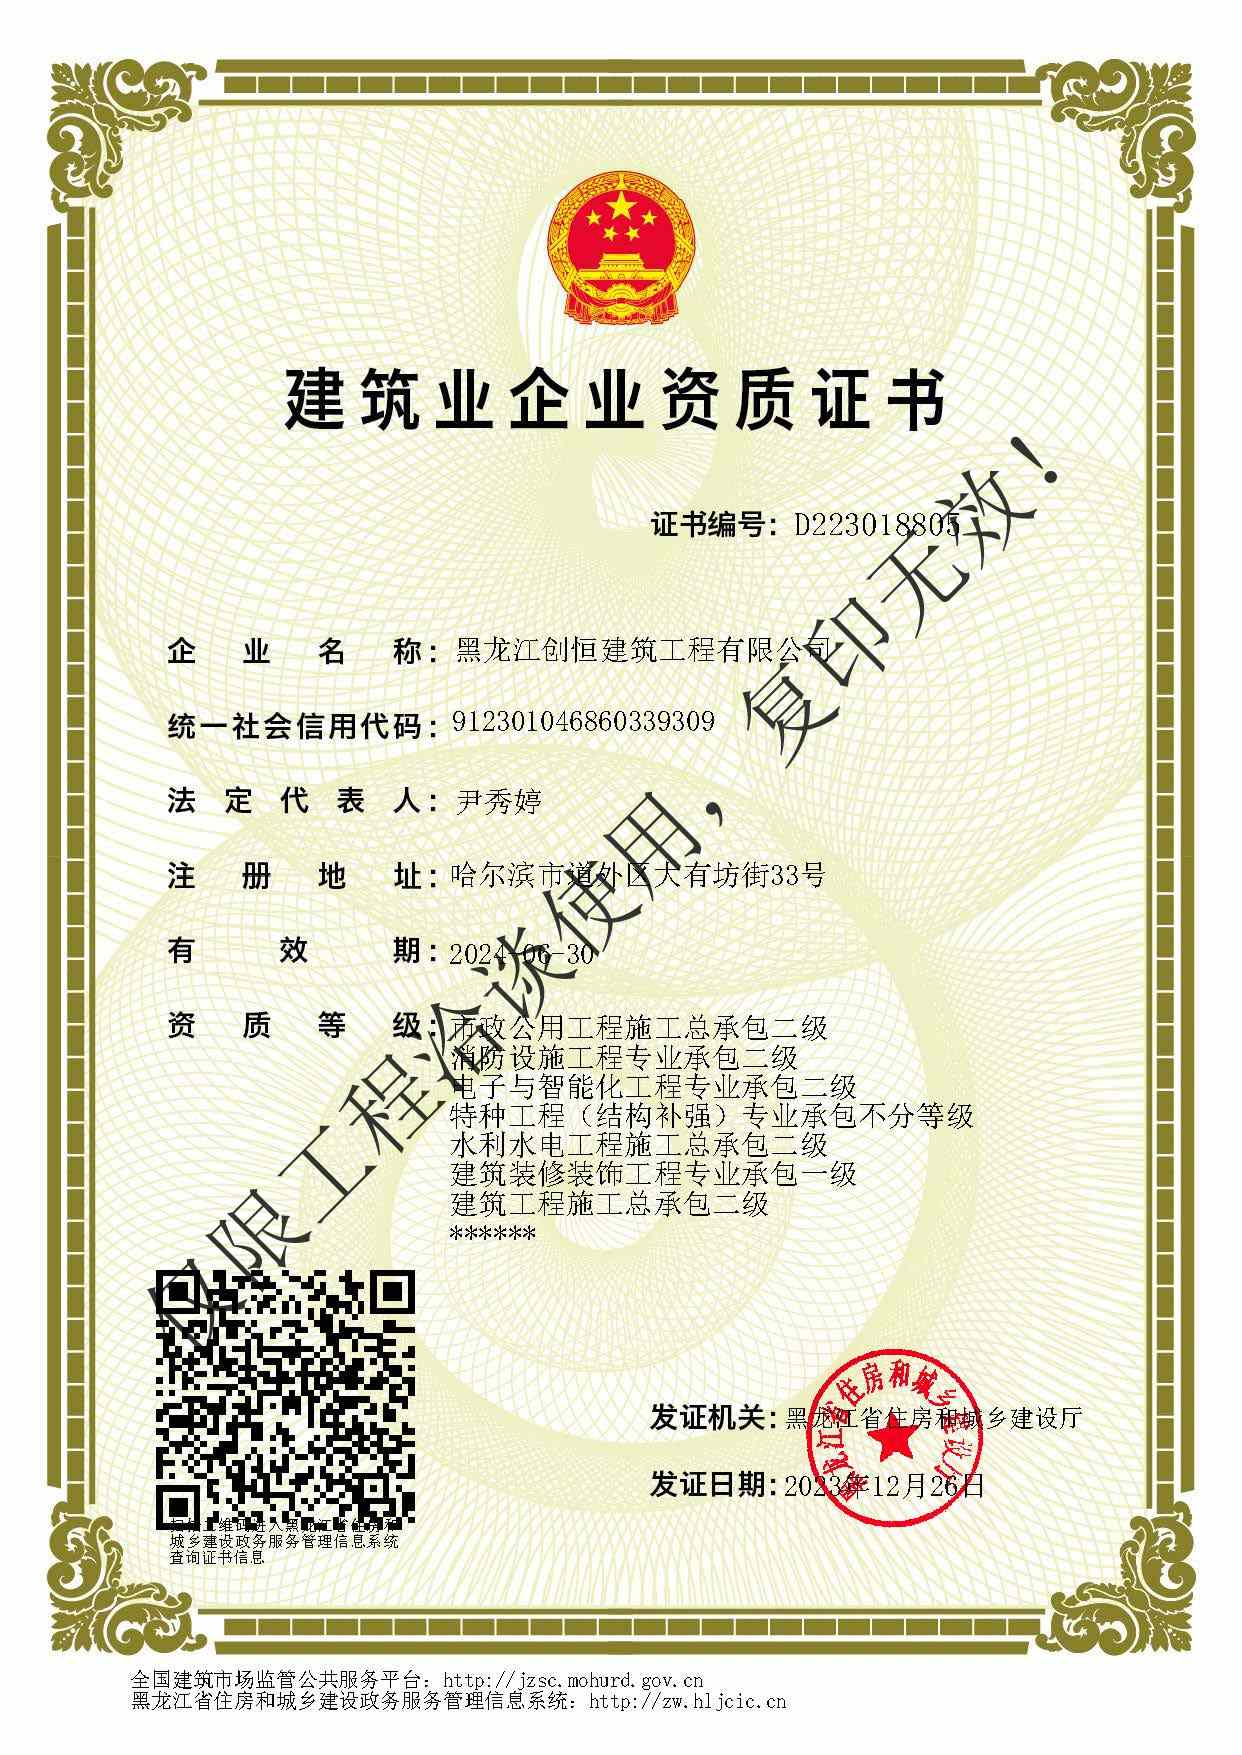 建筑业企业资质证书
证书编号：D223018805
企业名称：黑龙江创恒建筑工程有限公司
统一社会信用代码：912301046860339309
法定代表人：尹秀婷
注册地址：哈尔滨市道外区大有坊街33号
有效期：2024-06-30
资质等级：市政公用工程施工总承包二级
消防设施工程专业承包二级
电子与智能化工程专业承包二级
特种工程（结构补强）专业承包不分等级
水利水电工程施工总承包二级
建筑装修装饰工程专业承包一级
建筑工程施工总承包二级
******
仅限工程洽谈使用，复印无效！
发证机关：黑龙江省住房和城乡建设厅
发证日期：2023年12月26日
黑龙江省住房和城乡建设厅
扫描二维码进入黑龙江省住房和
城乡建设政务服务管理信息系统
查询证书信息
全国建筑市场监管公共服务平台：http://jzsc.mohurd.gov.cn
黑龙江省住房和城乡建设政务服务管理信息系统：http://zw.hljcic.cn